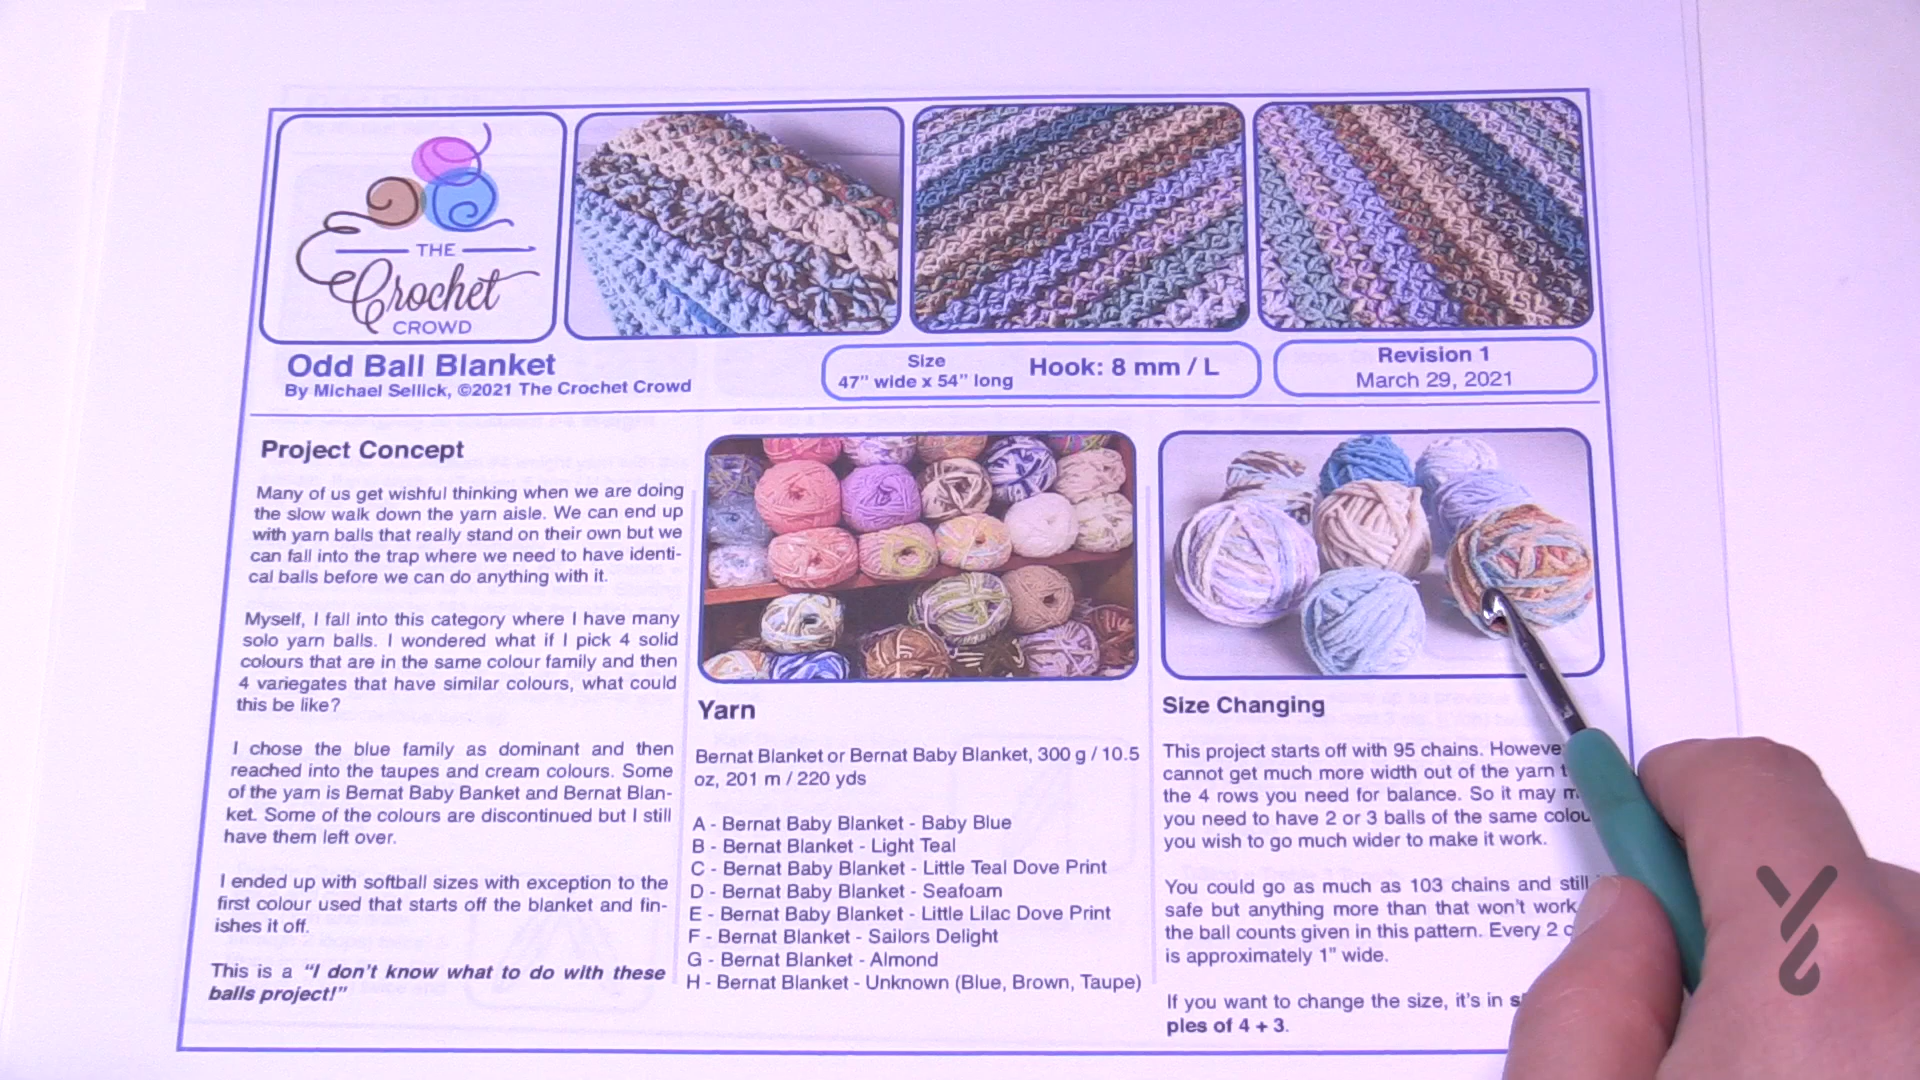 THE
Crochet
CROWD
Odd Ball Blanket
By Michael Sellick, ©2021 The Crochet Crowd
Size
47" wide x 54" long
Hook: 8 mm / L
Revision 1
March 29, 2021
Project Concept
Many of us get wishful thinking when we are doing
the slow walk down the yarn aisle. We can end up
with yarn balls that really stand on their own but we
can fall into the trap where we need to have identi-
cal balls before we can do anything with it.
Myself, I fall into this category where I have many
solo yarn balls. I wondered what if I pick 4 solid
colours that are in the same colour family and then
4 variegates that have similar colours, what could
this be like?
I chose the blue family as dominant and then
reached into the taupes and cream colours. Some
of the yarn is Bernat Baby Banket and Bernat Blan-
ket. Some of the colours are discontinued but I still
have them left over.
I ended up with softball sizes with exception to the
first colour used that starts off the blanket and fin-
ishes it off.
This is a “I don’t know what to do with these
balls project!”
Yarn
Bernat Blanket or Bernat Baby Blanket, 300 g / 10.5
oz, 201 m / 220 yds
A - Bernat Baby Blanket - Baby Blue
B - Bernat Blanket - Light Teal
C - Bernat Baby Blanket - Little Teal Dove Print
D - Bernat Baby Blanket - Seafoam
E - Bernat Baby Blanket - Little Lilac Dove Print
F - Bernat Blanket - Sailors Delight
G - Bernat Blanket - Almond
H - Bernat Blanket - Unknown (Blue, Brown, Taupe)
Size Changing
This project starts off with 95 chains.
cannot get much more width out of the yarn
the 4 rows you need for balance. So it may
you need to have 2 or 3 balls of the same
you wish to go much wider to make it work.
You could go as much as 103 chains and still
safe but anything more than that won’t work
the ball counts given in this pattern. Every 2
is approximately 1" wide.
If you want to change the size, it’s in
ples of 4 + 3.